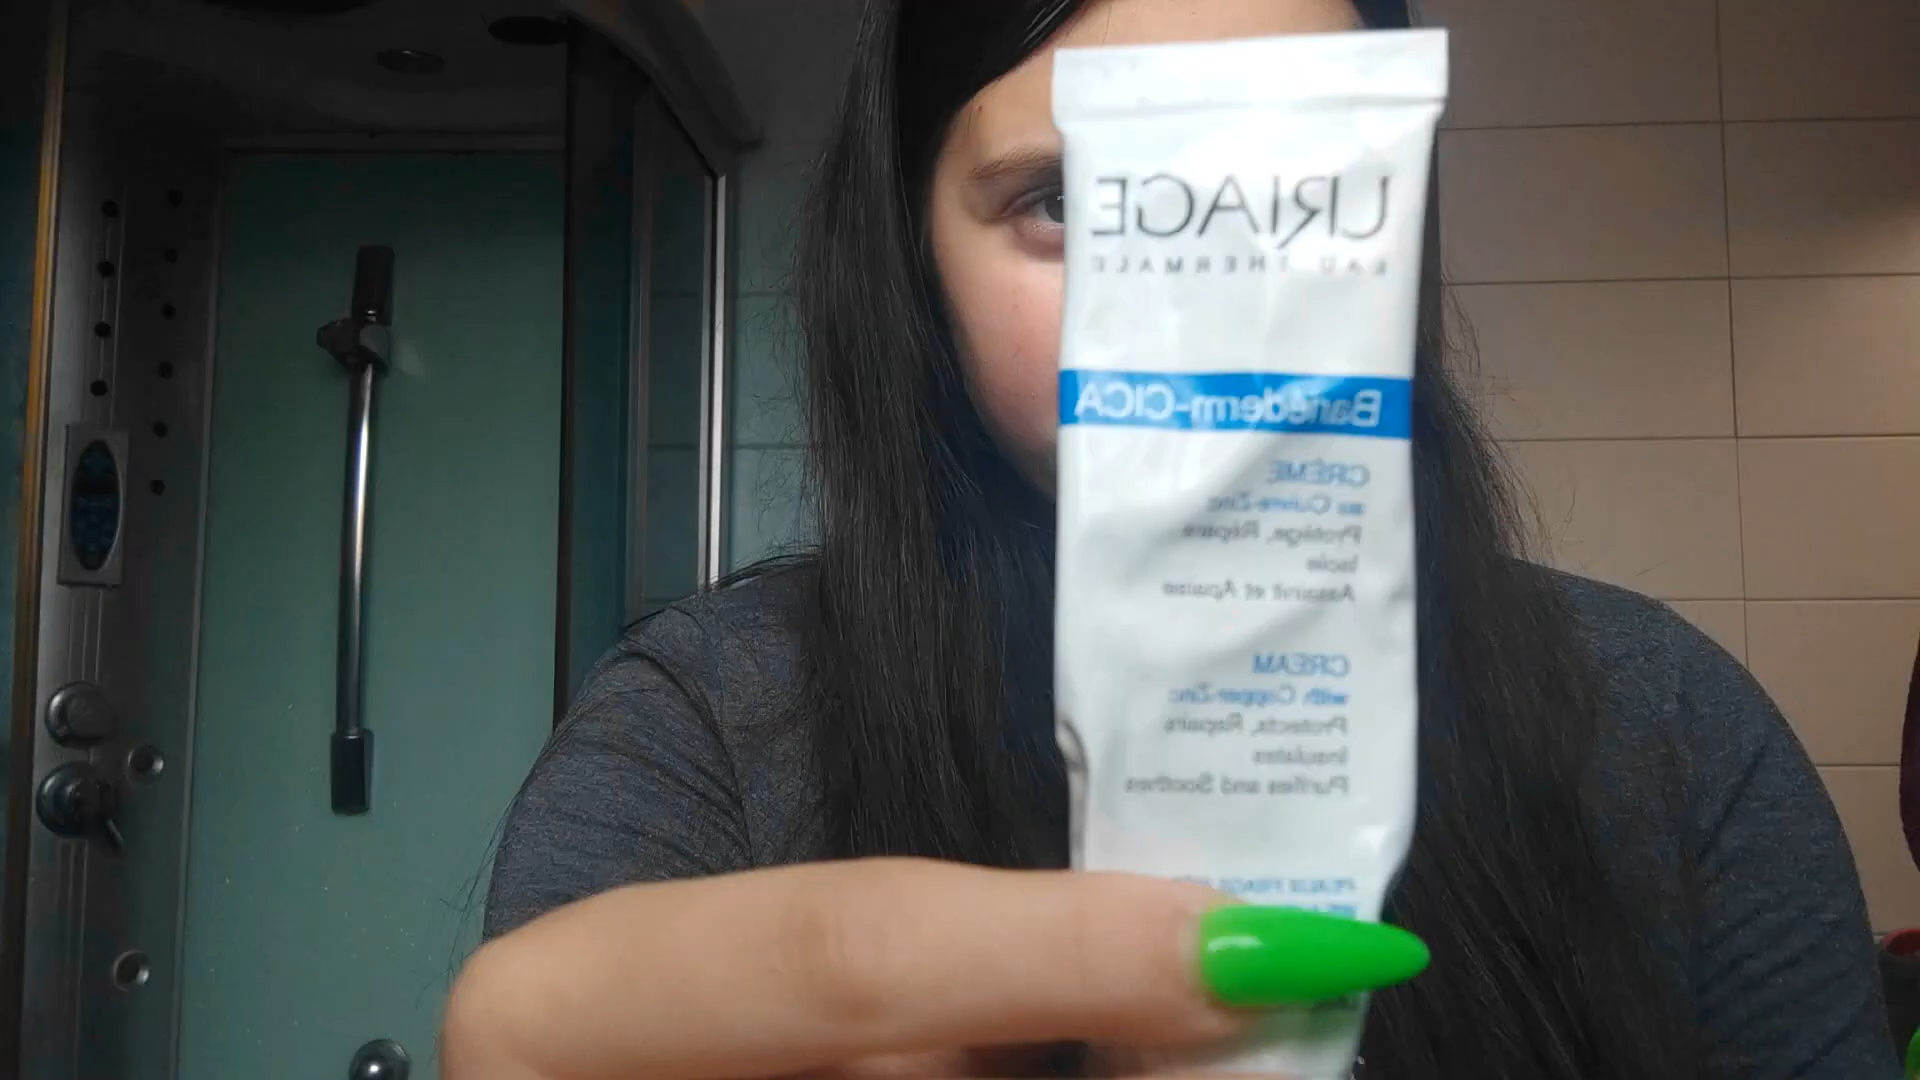 URIAGE
EAU THERMALE
Bariéderm-CICA
CRÈME
au Cuivre-Zinc
Protège, Répare
Isole
Assainit et Apaise
CREAM
with Copper-Zinc
Protects, Repairs
Insulates
Purifies and Soothes
PEAUX